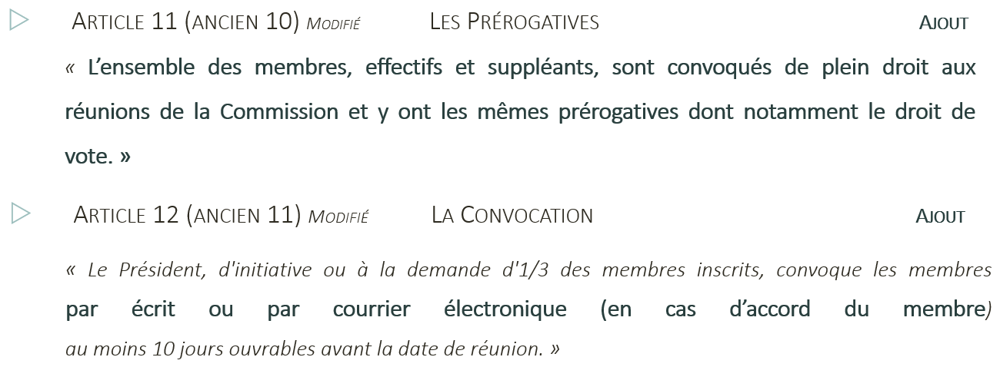 ARTICLE 11 (ANCIEN 10) MODIFIÉ LES PRÉROGATIVES AJOUT
« L’ensemble des membres, effectifs et suppléants, sont convoqués de plein droit aux
réunions de la Commission et y ont les mêmes prérogatives dont notamment le droit de
vote. »
ARTICLE 12 (ANCIEN 11) MODIFIÉ LA CONVOCATION AJOUT
« Le Président, d'initiative ou à la demande d'1/3 des membres inscrits, convoque les membres
par écrit ou par courrier électronique (en cas d’accord du membre)
au moins 10 jours ouvrables avant la date de réunion. »